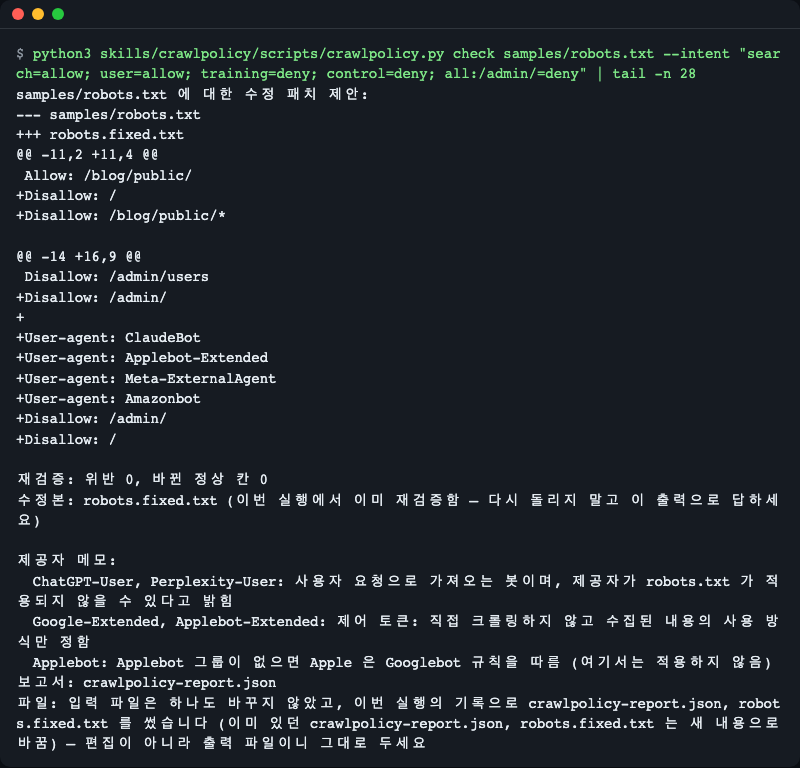 $ python3 skills/crawlpolicy/scripts/crawlpolicy.py check samples/robots.txt --intent "sear
ch=allow; user=allow; training=deny; control=deny; all:/admin/=deny" | tail -n 28
samples/robots.txt 에 대한 수정 패치 제안:
--- samples/robots.txt
+++ robots.fixed.txt
@@ -11,2 +11,4 @@
 Allow: /blog/public/
+Disallow: /
+Disallow: /blog/public/*

@@ -14 +16,9 @@
 Disallow: /admin/users
+Disallow: /admin/
+
+User-agent: ClaudeBot
+User-agent: Applebot-Extended
+User-agent: Meta-ExternalAgent
+User-agent: Amazonbot
+Disallow: /admin/
+Disallow: /

재검증: 위반 0, 바뀐 정상 칸 0
수정본: robots.fixed.txt (이번 실행에서 이미 재검증함 — 다시 돌리지 말고 이 출력으로 답하세
요)

제공자 메모:
  ChatGPT-User, Perplexity-User: 사용자 요청으로 가져오는 봇이며, 제공자가 robots.txt 가 적
용되지 않을 수 있다고 밝힘
  Google-Extended, Applebot-Extended: 제어 토큰: 직접 크롤링하지 않고 수집된 내용의 사용 방
식만 정함
  Applebot: Applebot 그룹이 없으면 Apple 은 Googlebot 규칙을 따름 (여기서는 적용하지 않음)
보고서: crawlpolicy-report.json
파일: 입력 파일은 하나도 바꾸지 않았고, 이번 실행의 기록으로 crawlpolicy-report.json, robot
s.fixed.txt 를 썼습니다 (이미 있던 crawlpolicy-report.json, robots.fixed.txt 는 새 내용으로
바꿈) — 편집이 아니라 출력 파일이니 그대로 두세요